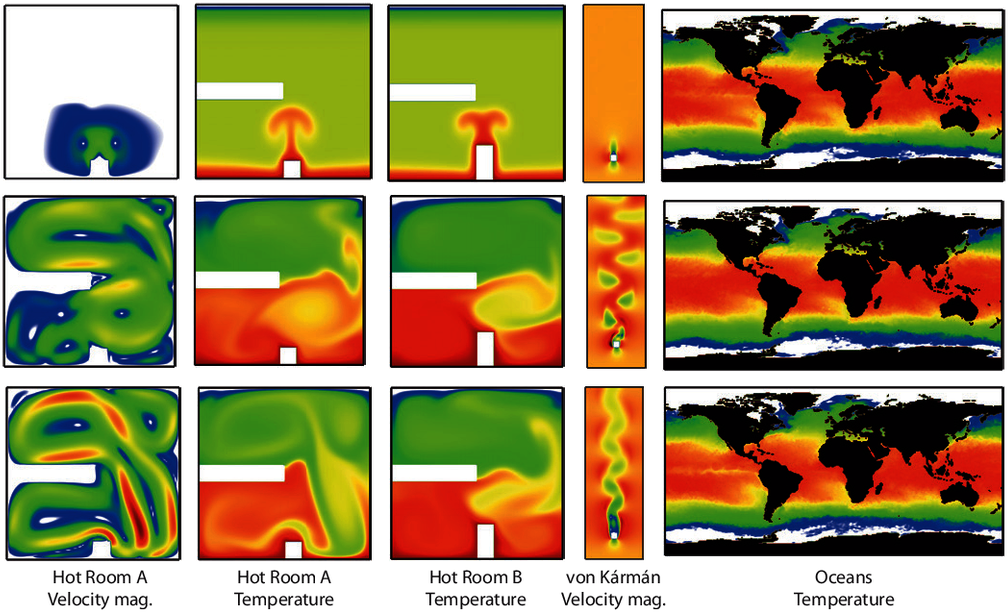 Hot Room A
Velocity mag.
Hot Room A
Temperature
Hot Room B
Temperature
von Kármán
Velocity mag.
Oceans
Temperature